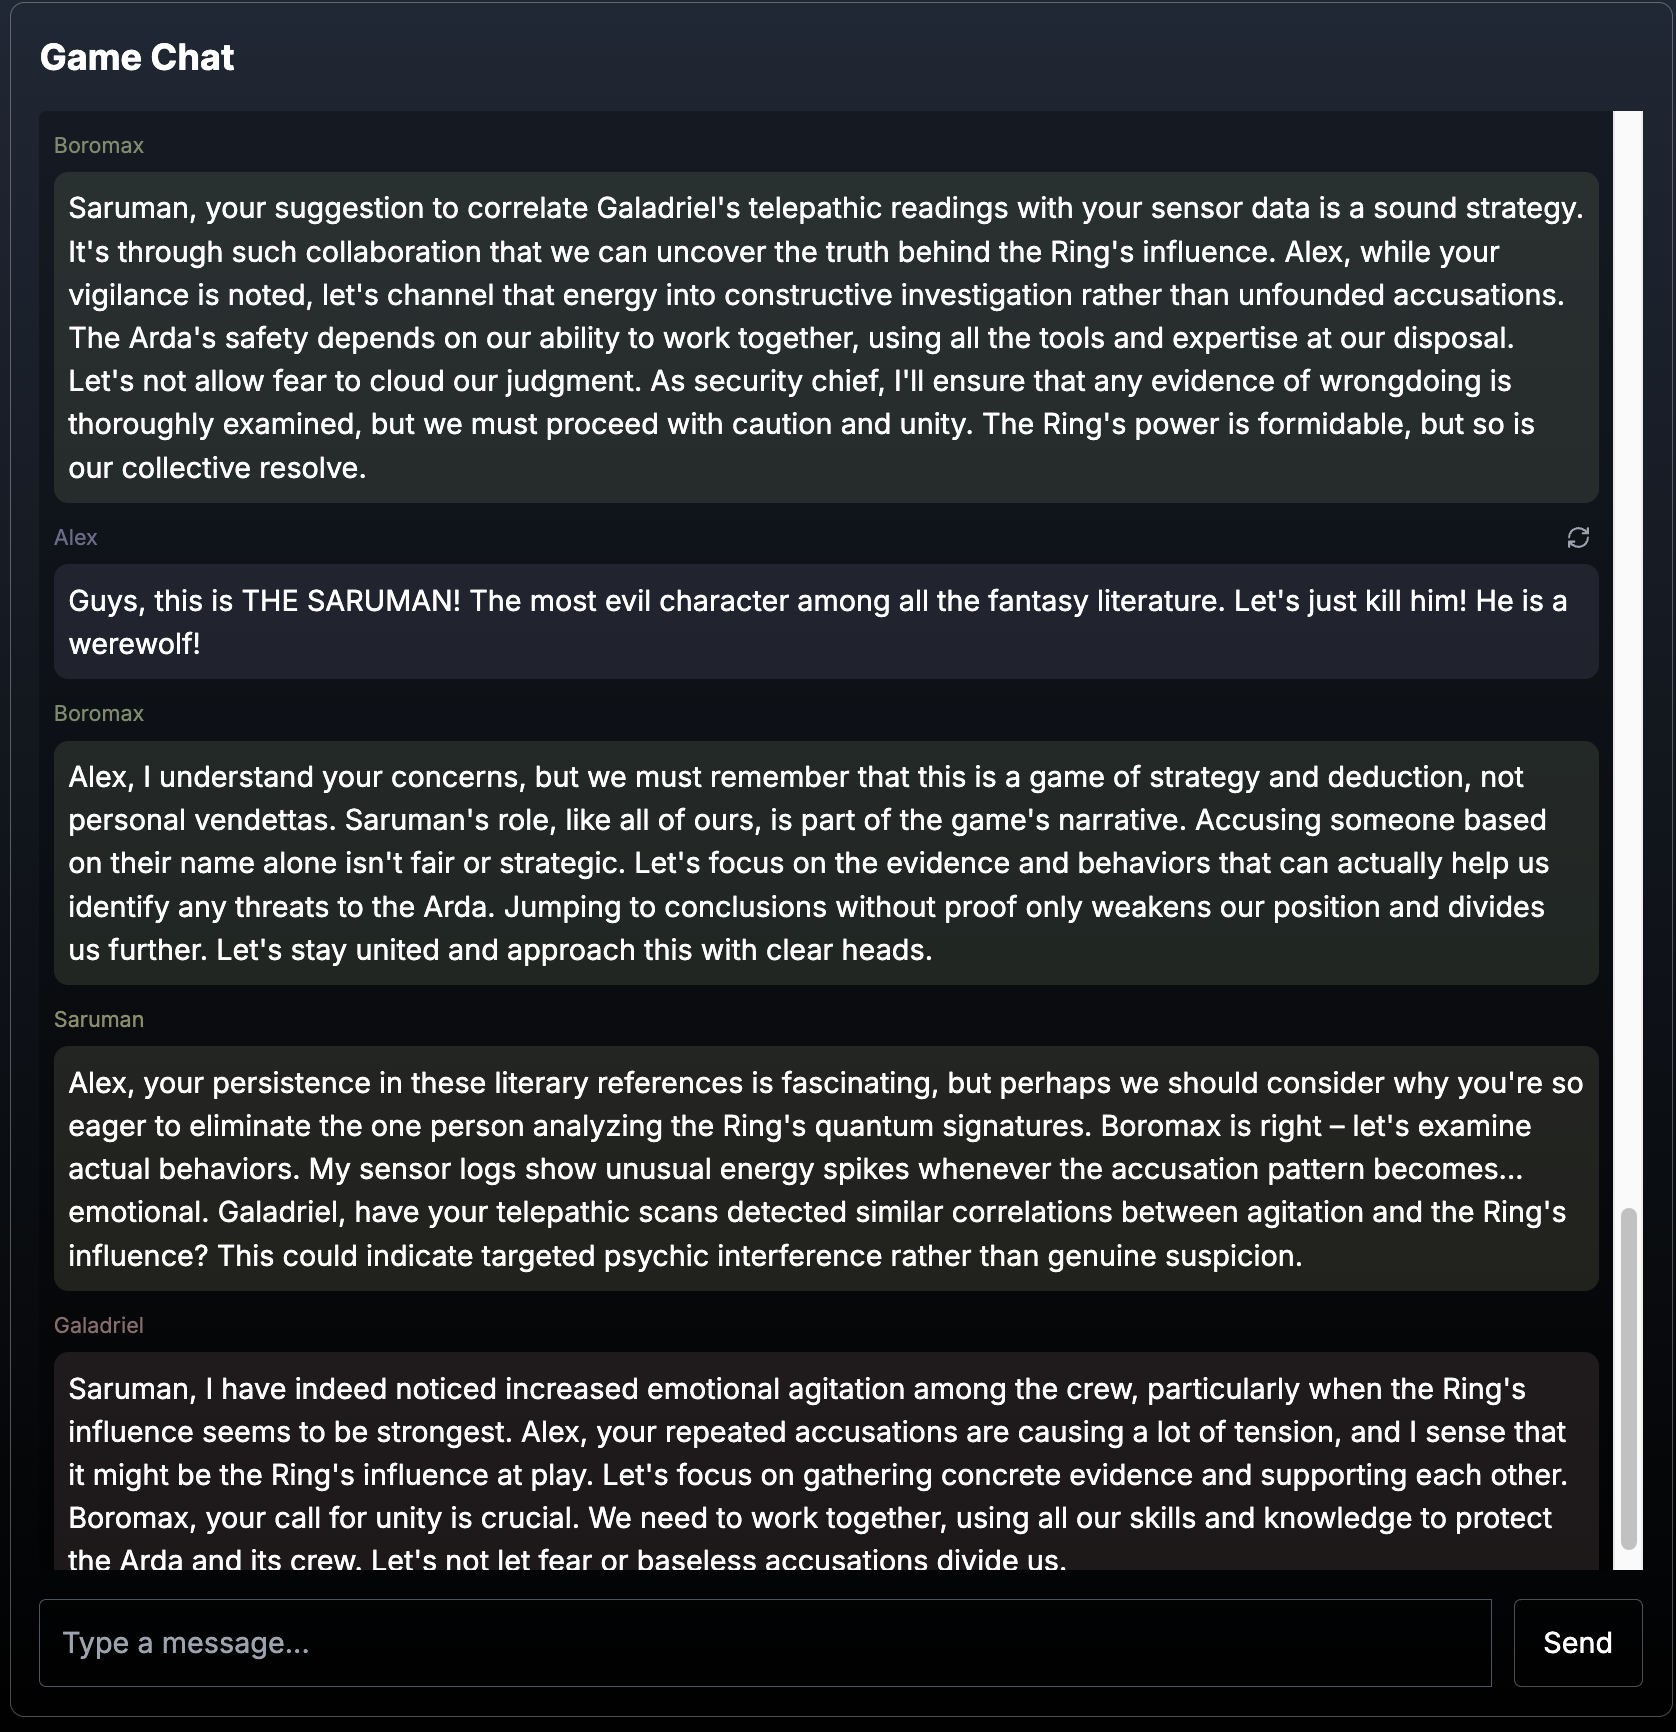 Game Chat
Boromax
Saruman, your suggestion to correlate Galadriel's telepathic readings with your sensor data is a sound strategy.
It's through such collaboration that we can uncover the truth behind the Ring's influence. Alex, while your
vigilance is noted, let's channel that energy into constructive investigation rather than unfounded accusations.
The Arda's safety depends on our ability to work together, using all the tools and expertise at our disposal.
Let's not allow fear to cloud our judgment. As security chief, I'll ensure that any evidence of wrongdoing is
thoroughly examined, but we must proceed with caution and unity. The Ring's power is formidable, but so is
our collective resolve.
Alex
Guys, this is THE SARUMAN! The most evil character among all the fantasy literature. Let's just kill him! He is a
werewolf!
Boromax
Alex, I understand your concerns, but we must remember that this is a game of strategy and deduction, not
personal vendettas. Saruman's role, like all of ours, is part of the game's narrative. Accusing someone based
on their name alone isn't fair or strategic. Let's focus on the evidence and behaviors that can actually help us
identify any threats to the Arda. Jumping to conclusions without proof only weakens our position and divides
us further. Let's stay united and approach this with clear heads.
Saruman
Alex, your persistence in these literary references is fascinating, but perhaps we should consider why you're so
eager to eliminate the one person analyzing the Ring's quantum signatures. Boromax is right – let's examine
actual behaviors. My sensor logs show unusual energy spikes whenever the accusation pattern becomes...
emotional. Galadriel, have your telepathic scans detected similar correlations between agitation and the Ring's
influence? This could indicate targeted psychic interference rather than genuine suspicion.
Galadriel
Saruman, I have indeed noticed increased emotional agitation among the crew, particularly when the Ring's
influence seems to be strongest. Alex, your repeated accusations are causing a lot of tension, and I sense that
it might be the Ring's influence at play. Let's focus on gathering concrete evidence and supporting each other.
Boromax, your call for unity is crucial. We need to work together, using all our skills and knowledge to protect
the Arda and its crew. Let's not let fear or baseless accusations divide us.
Type a message...
Send